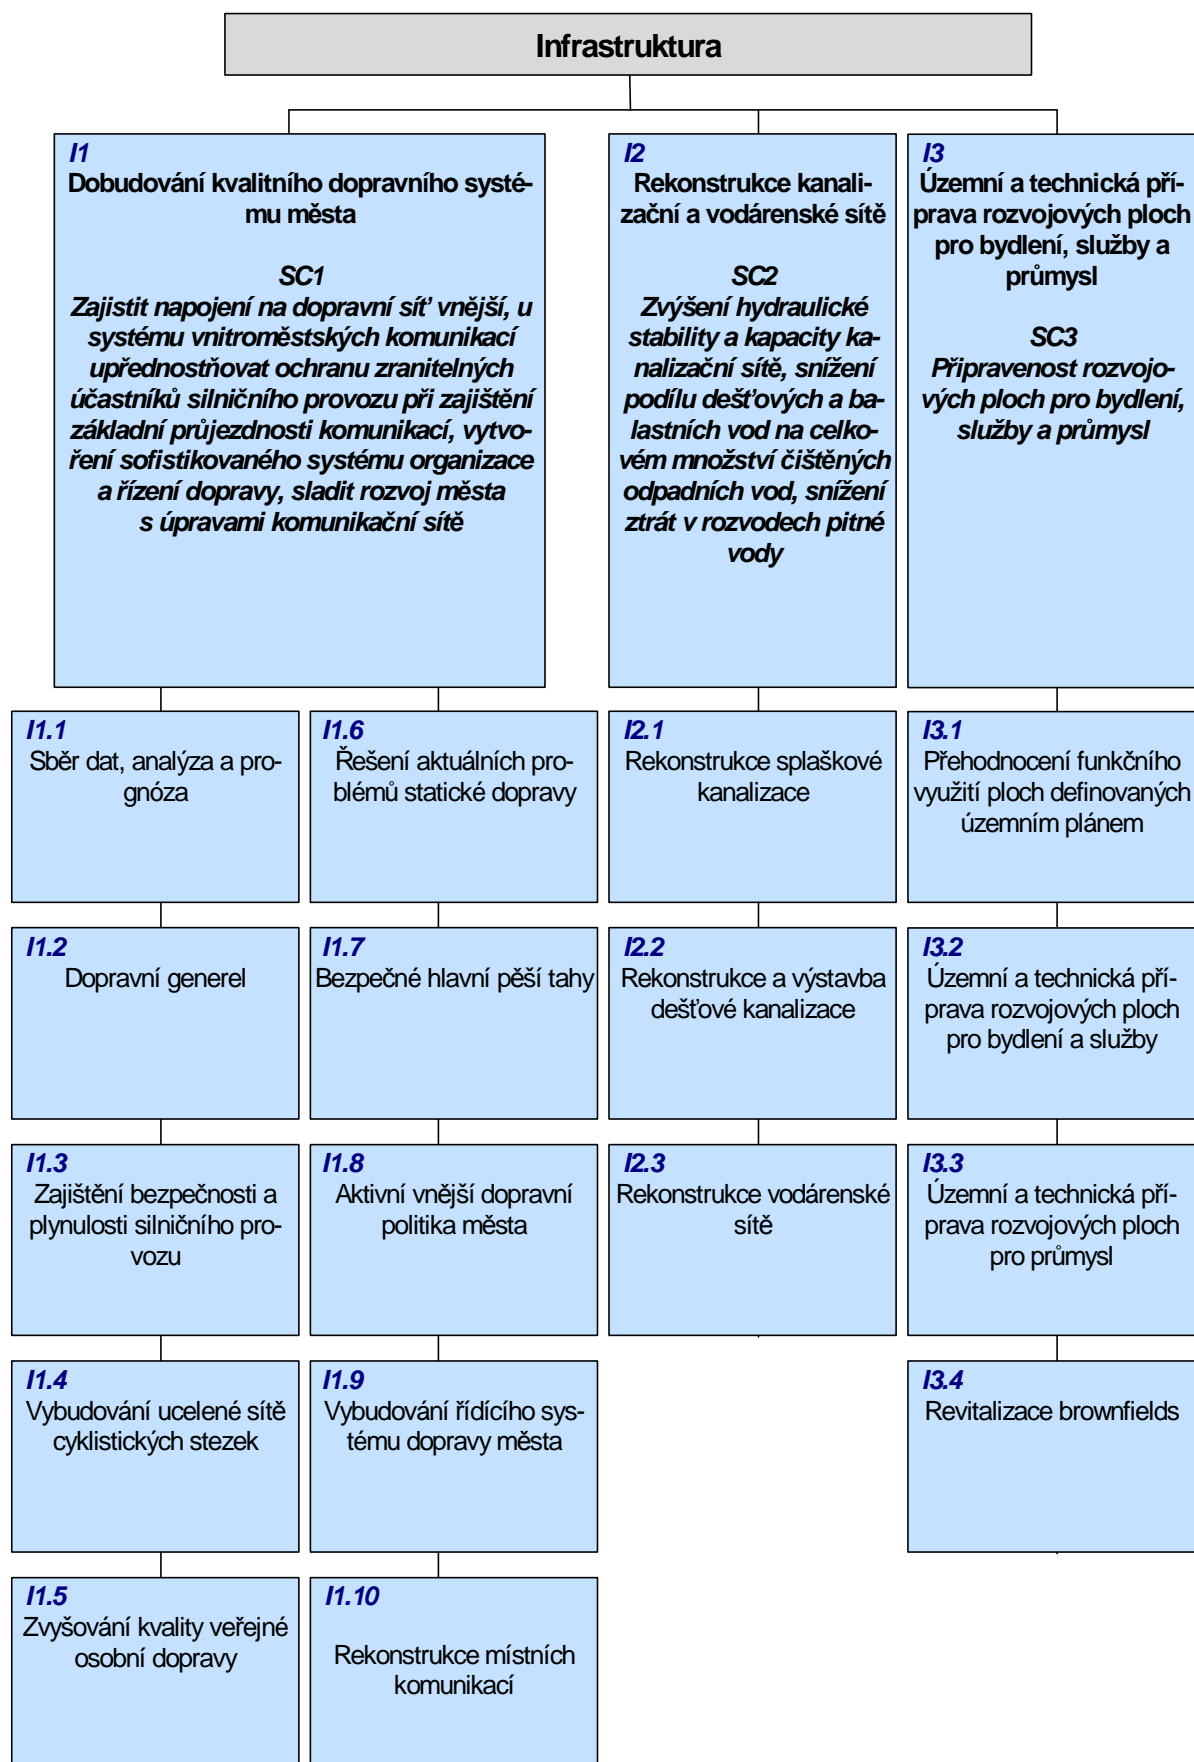 Infrastruktura
I1
Dobudování kvalitního dopravního systé-
mu města
SC1
Zajistit napojení na dopravní síť vnější, u
systému vnitroměstských komunikací
upřednostňovat ochranu zranitelných
účastníků silničního provozu při zajištění
základní průjezdnosti komunikací, vytvo-
ření sofistikovaného systému organizace
a řízení dopravy, sladit rozvoj města
s úpravami komunikační sítě
I2
Rekonstrukce kanali-
zační a vodárenské sítě
SC2
Zvýšení hydraulické
stability a kapacity ka-
nalizační sítě, snížení
podílu dešťových a ba-
lastních vod na celko-
vém množství čištěných
odpadních vod, snížení
ztrát v rozvodech pitné
vody
I3
Územní a technická pří-
prava rozvojových ploch
pro bydlení, služby a
průmysl
SC3
Připravenost rozvojo-
vých ploch pro bydlení,
služby a průmysl
I1.1
Sběr dat, analýza a pro-
gnóza
I1.6
Řešení aktuálních pro-
blémů statické dopravy
I2.1
Rekonstrukce splaškové
kanalizace
I3.1
Přehodnocení funkčního
využití ploch definovaných
územním plánem
I1.2
Dopravní generel
I1.7
Bezpečné hlavní pěší tahy
I2.2
Rekonstrukce a výstavba
dešťové kanalizace
I3.2
Územní a technická pří-
prava rozvojových ploch
pro bydlení a služby
I1.3
Zajištění bezpečnosti a
plynulosti silničního pro-
vozu
I1.8
Aktivní vnější dopravní
politika města
I2.3
Rekonstrukce vodárenské
sítě
I3.3
Územní a technická pří-
prava rozvojových ploch
pro průmysl
I1.4
Vybudování ucelené sítě
cyklistických stezek
I1.9
Vybudování řídícího sys-
tému dopravy města
I3.4
Revitalizace brownfields
I1.5
Zvyšování kvality veřejné
osobní dopravy
I1.10
Rekonstrukce místních
komunikací